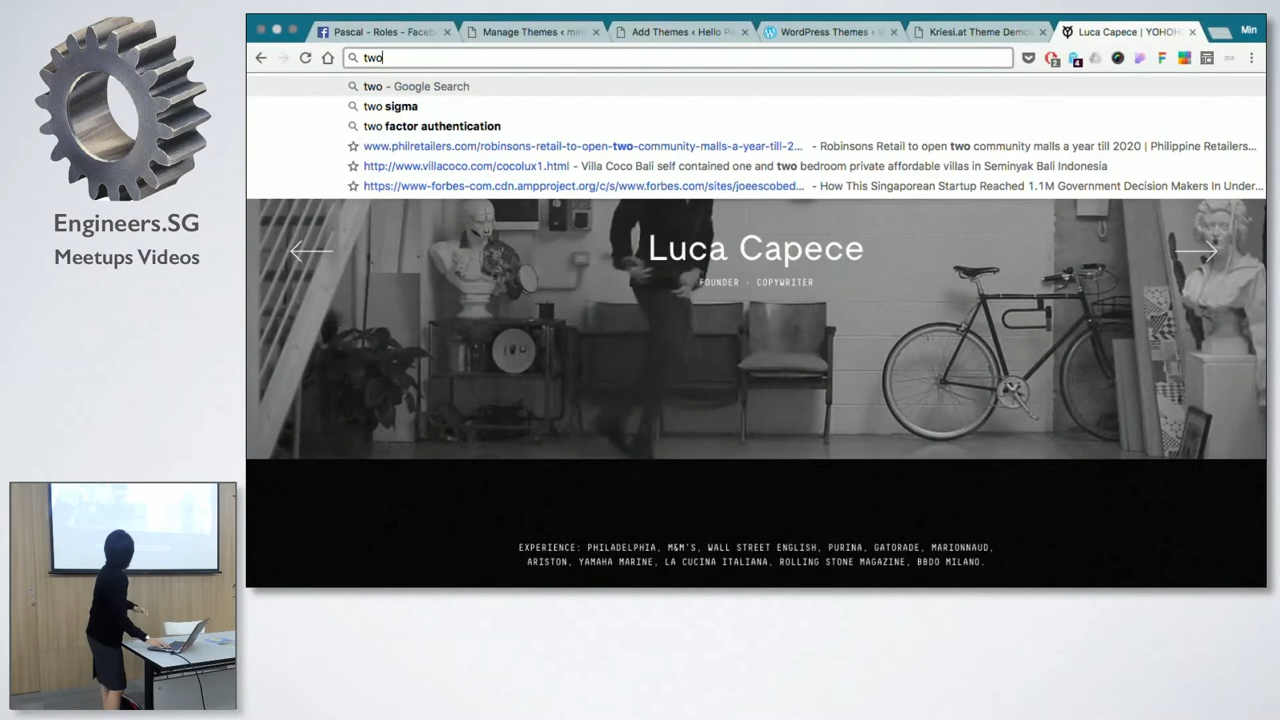 Engineers.SG
Meetups Videos
Pascal - Roles - Faceb
Manage Themes ‹ min
Add Themes ‹ Hello P
WordPress Themes ‹ W
Kriesi.at Theme Demo
Luca Capece | YOHOH
Min
two
two - Google Search
two sigma
two factor authentication
www.philretailers.com/robinsons-retail-to-open-two-community-malls-a-year-till-2... - Robinsons Retail to open two community malls a year till 2020 | Philippine Retailers...
http://www.villacoco.com/cocolux1.html - Villa Coco Bali self contained one and two bedroom private affordable villas in Seminyak Bali Indonesia
https://www-forbes-com.cdn.ampproject.org/c/s/www.forbes.com/sites/joeescobed... - How This Singaporean Startup Reached 1.1M Government Decision Makers In Under...
Luca Capece
FOUNDER - COPYWRITER
EXPERIENCE: PHILADELPHIA, M&M'S, WALL STREET ENGLISH, PURINA, GATORADE, MARIONNAUD,
ARISTON, YAMAHA MARINE, LA CUCINA ITALIANA, ROLLING STONE MAGAZINE, BBDO MILANO.